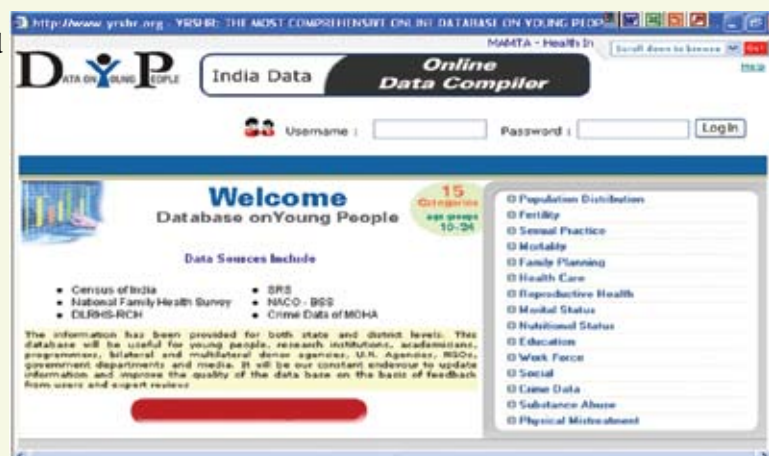 http://www.yrshr.org - YRSHR: THE MOST COMPREHENSIVE ONLINE DATABASE ON YOUNG PEOP
MAMTA - Health In
Scroll down to browse Go!
Help
DATA ON YOUNG PEOPLE
India Data
Online
Data Compiler
Username :
Password :
Login
Welcome
Database onYoung People
15
Categories
age groups
10-24
Data Sources Include
• Census of India
• National Family Health Survey
• DLRHS-RCH
• SRS
• NACO - BSS
• Crime Data of MOHA
The information has been provided for both state and district levels. This
database will be useful for young people, research institutions, academicians,
programmers, bilateral and multilateral donor agencies, U.N. Agencies, NGOs,
government departments and media. It will be our constant endevour to update
information and improve the quality of the data base on the basis of feedback
from users and expert reviews
Population Distribution
Fertility
Sexual Practice
Mortality
Family Planning
Health Care
Reproductive Health
Marital Status
Nutritional Status
Education
Work Force
Social
Crime Data
Substance Abuse
Physical Mistreatment